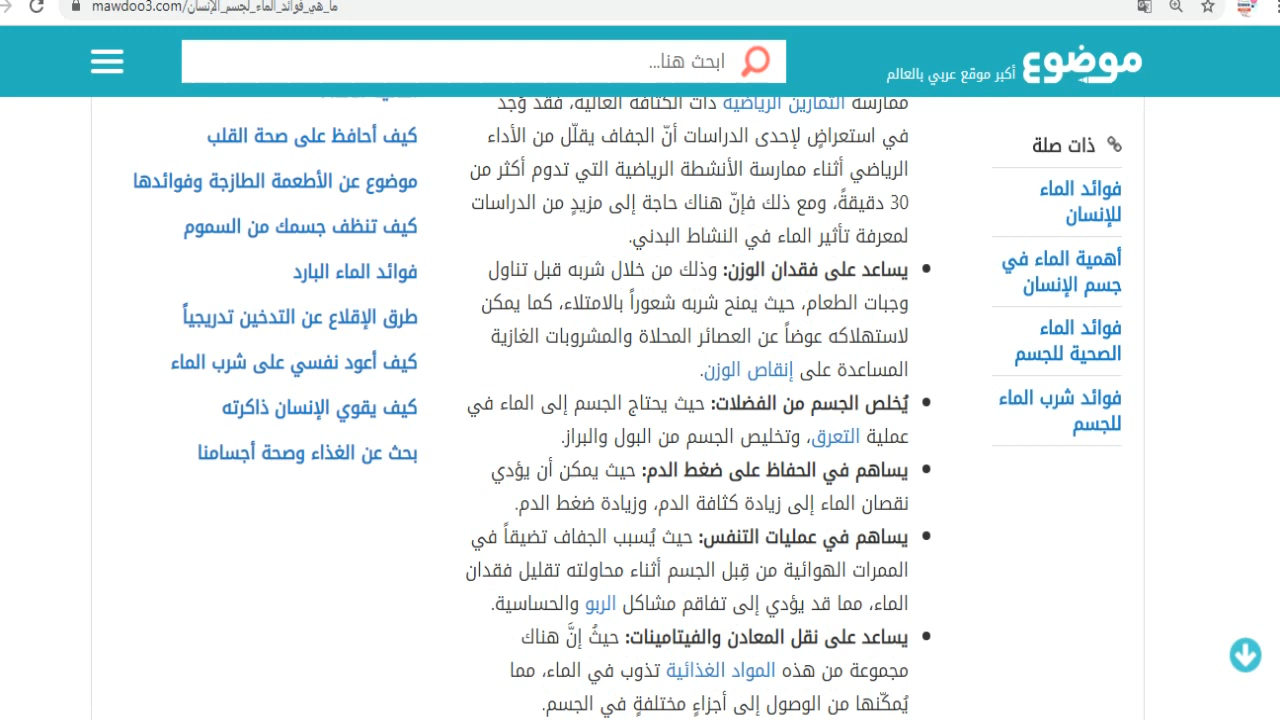 mawdoo3.com/ما_هي_فوائد_الماء_لجسم_الإنسان
موضوع
أكبر موقع عربي بالعالم
ابحث هنا...
ذات صلة
فوائد الماء
للإنسان
أهمية الماء في
جسم الإنسان
فوائد الماء
الصحية للجسم
فوائد شرب الماء
للجسم
ممارسة التمارين الرياضية ذات الكثافة العالية، فقد وُجد
في استعراضٍ لإحدى الدراسات أنّ الجفاف يقلّل من الأداء
الرياضي أثناء ممارسة الأنشطة الرياضية التي تدوم أكثر من
30 دقيقةً، ومع ذلك فإنّ هناك حاجة إلى مزيدٍ من الدراسات
لمعرفة تأثير الماء في النشاط البدني.
يساعد على فقدان الوزن: وذلك من خلال شربه قبل تناول
وجبات الطعام، حيث يمنح شربه شعوراً بالامتلاء، كما يمكن
لاستهلاكه عوضاً عن العصائر المحلاة والمشروبات الغازية
المساعدة على إنقاص الوزن.
يُخلص الجسم من الفضلات: حيث يحتاج الجسم إلى الماء في
عملية التعرق، وتخليص الجسم من البول والبراز.
يساهم في الحفاظ على ضغط الدم: حيث يمكن أن يؤدي
نقصان الماء إلى زيادة كثافة الدم، وزيادة ضغط الدم.
يساهم في عمليات التنفس: حيث يُسبب الجفاف تضيقاً في
الممرات الهوائية من قِبل الجسم أثناء محاولته تقليل فقدان
الماء، مما قد يؤدي إلى تفاقم مشاكل الربو والحساسية.
يساعد على نقل المعادن والفيتامينات: حيثُ إنَّ هناك
مجموعة من هذه المواد الغذائية تذوب في الماء، مما
يُمكّنها من الوصول إلى أجزاءٍ مختلفةٍ في الجسم.
كيف أحافظ على صحة القلب
موضوع عن الأطعمة الطازجة وفوائدها
كيف تنظف جسمك من السموم
فوائد الماء البارد
طرق الإقلاع عن التدخين تدريجياً
كيف أعود نفسي على شرب الماء
كيف يقوي الإنسان ذاكرته
بحث عن الغذاء وصحة أجسامنا